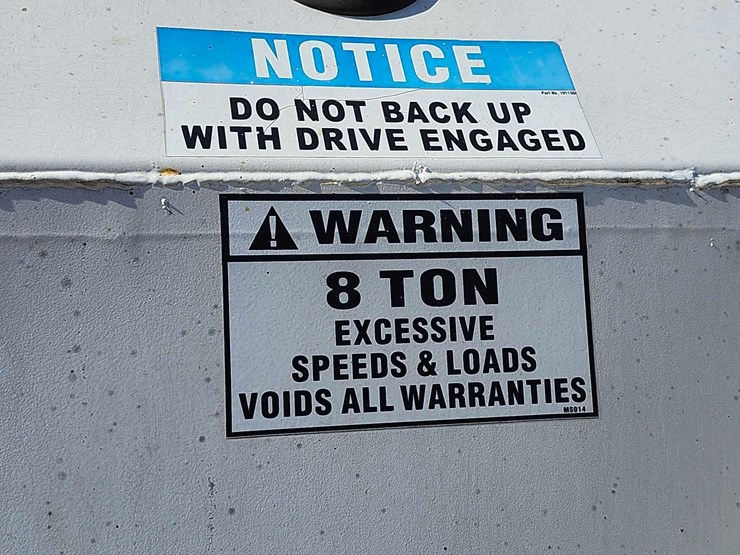 NOTICE
DO NOT BACK UP
WITH DRIVE ENGAGED
WARNING
8 TON
EXCESSIVE
SPEEDS & LOADS
VOIDS ALL WARRANTIES
MS014